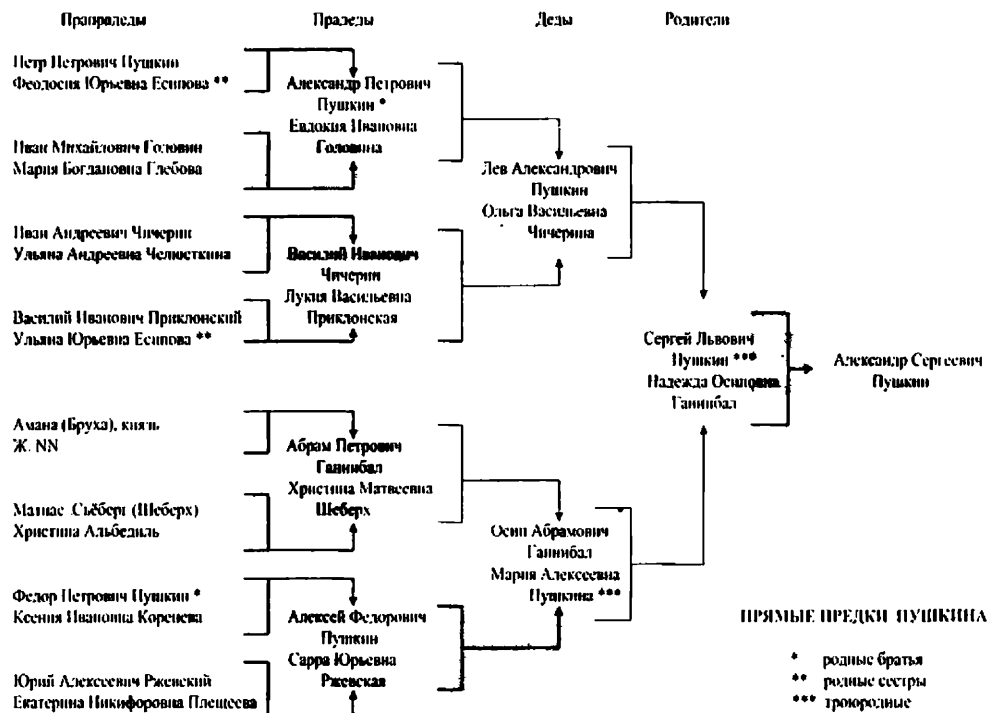 Прапрадеды
Прадеды
Деды
Родители
Петр Петрович Пушкин
Феодосия Юрьевна Есипова **
Иван Михайлович Головин
Мария Богдановна Глебова
Иван Андреевич Чичерин
Ульяна Андреевна Челюсткина
Василий Иванович Приклонский
Ульяна Юрьевна Есипова **
Амана (Бруха), князь
Ж. NN
Матиас Сьёберг (Шеберх)
Христина Альбедиль
Федор Петрович Пушкин *
Ксения Ивановна Коренева
Юрий Алексеевич Ржевский
Екатерина Никифоровна Плещеева
Александр Петрович
Пушкин *
Евдокия Ивановна
Головина
Василий Иванович
Чичерин
Лукия Васильевна
Приклонская
Абрам Петрович
Ганнибал
Христина Матвеевна
Шеберх
Алексей Федорович
Пушкин
Сарра Юрьевна
Ржевская
Лев Александрович
Пушкин
Ольга Васильевна
Чичерина
Осип Абрамович
Ганнибал
Мария Алексеевна
Пушкина ***
Сергей Львович
Пушкин ***
Надежда Осиповна
Ганнибал
Александр Сергеевич
Пушкин
ПРЯМЫЕ ПРЕДКИ ПУШКИНА
* родные братья
** родные сестры
*** троюродные